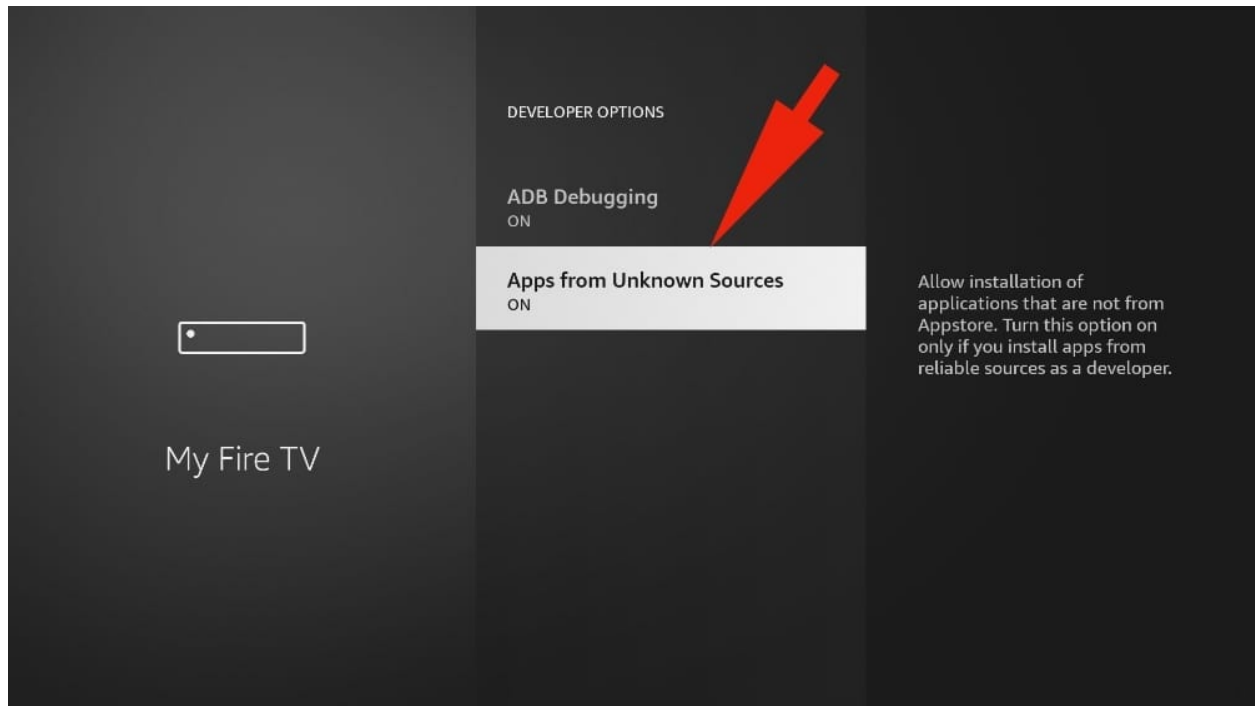 DEVELOPER OPTIONS
ADB Debugging
ON
Apps from Unknown Sources
ON
My Fire TV
Allow installation of
applications that are not from
Appstore. Turn this option on
only if you install apps from
reliable sources as a developer.